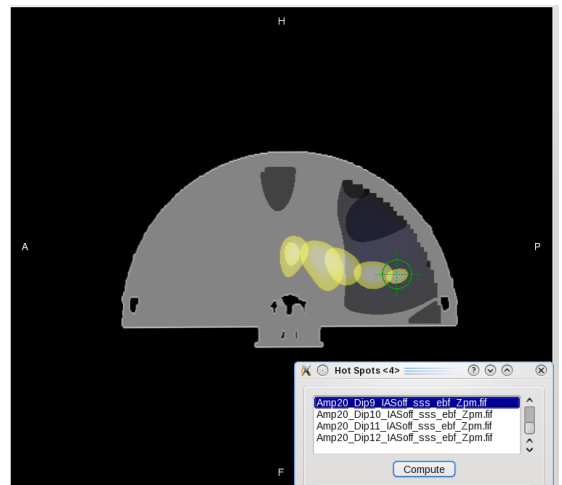 H
A
P
F
Hot Spots <4>
Amp20_Dip9_IASoff_sss_ebf_Zpm.fif
Amp20_Dip10_IASoff_sss_ebf_Zpm.fif
Amp20_Dip11_IASoff_sss_ebf_Zpm.fif
Amp20_Dip12_IASoff_sss_ebf_Zpm.fif
Compute